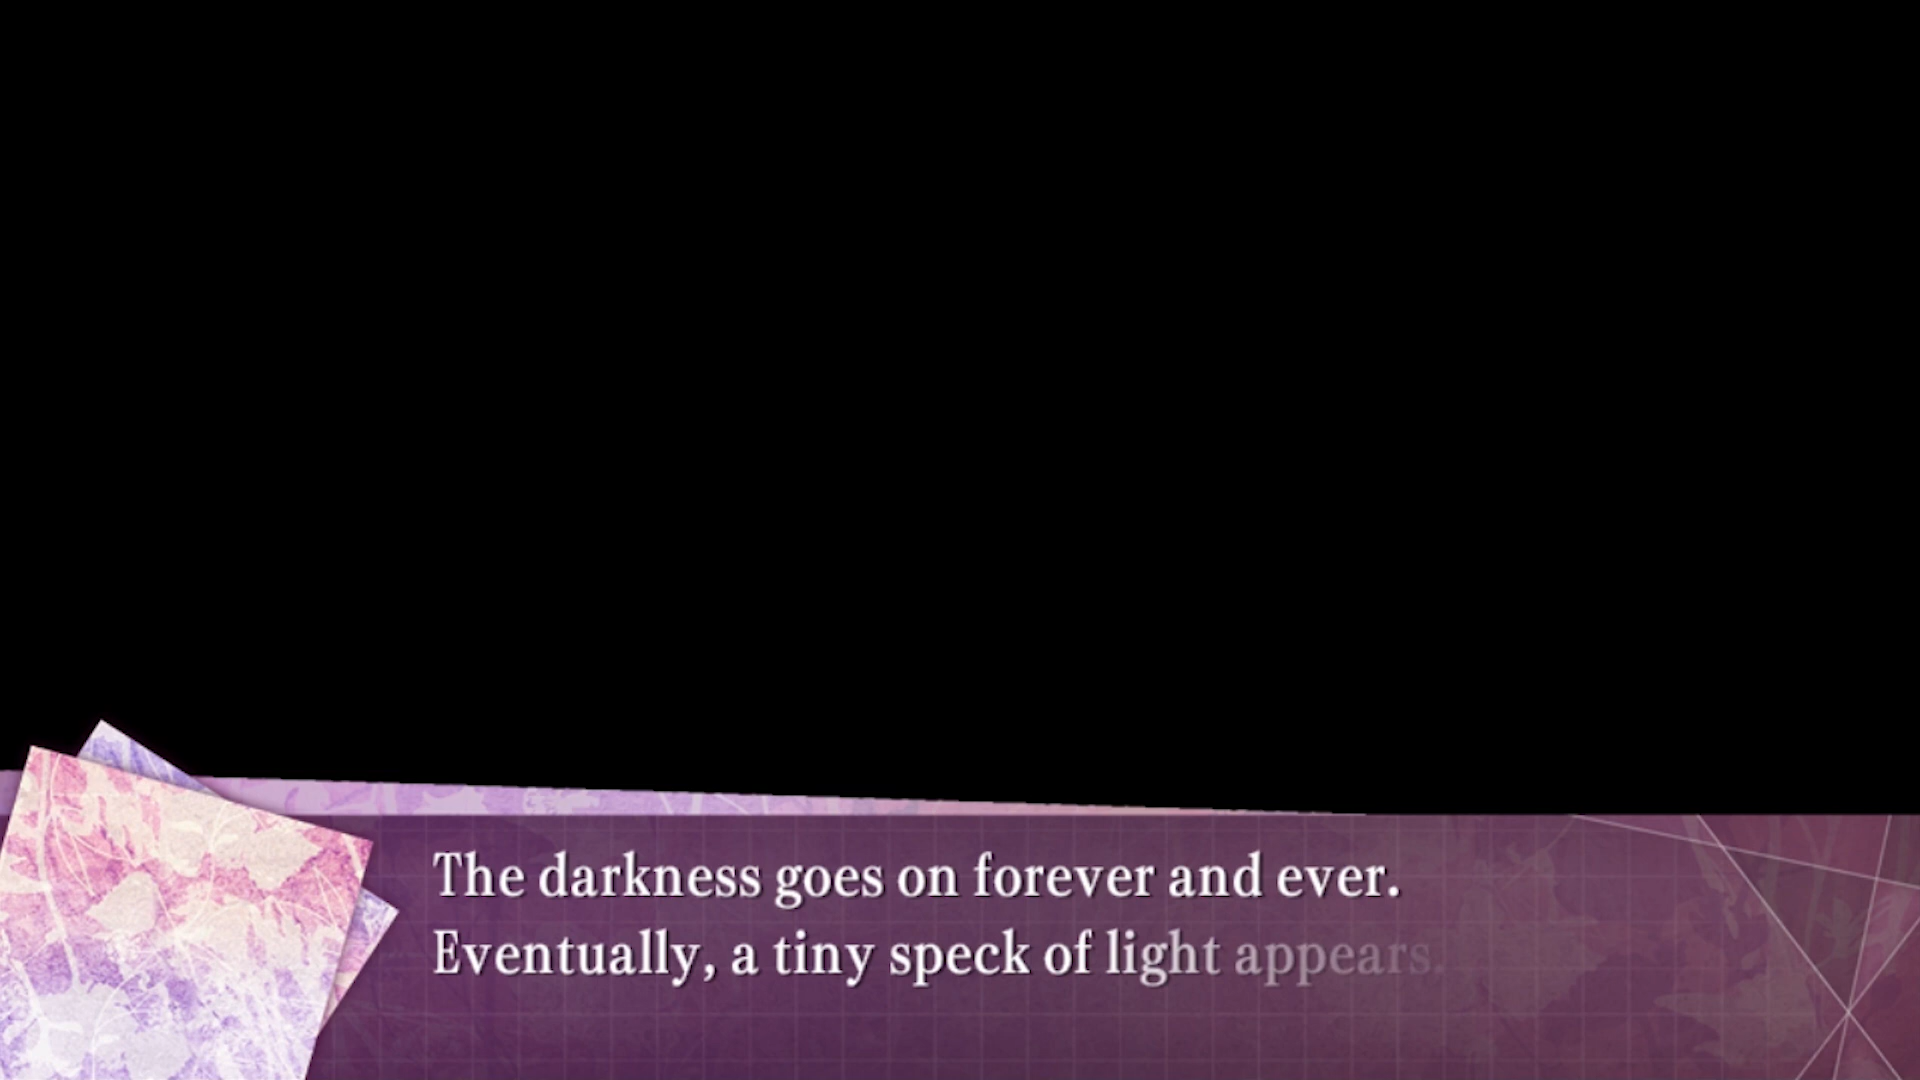 The darkness goes on forever and ever.
Eventually, a tiny speck of light appears.